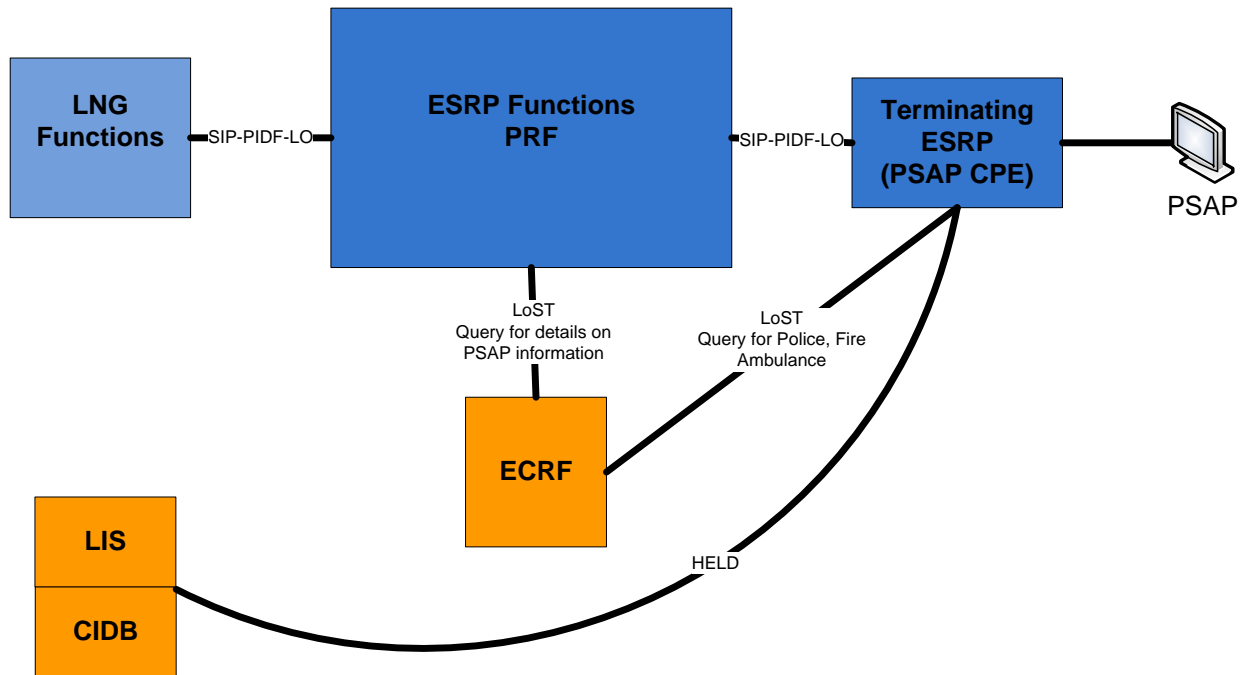 LNG
Functions
SIP-PIDF-LO
ESRP Functions
PRF
SIP-PIDF-LO
Terminating
ESRP
(PSAP CPE)
PSAP
LoST
Query for details on
PSAP information
LoST
Query for Police, Fire
Ambulance
ECRF
LIS
CIDB
HELD